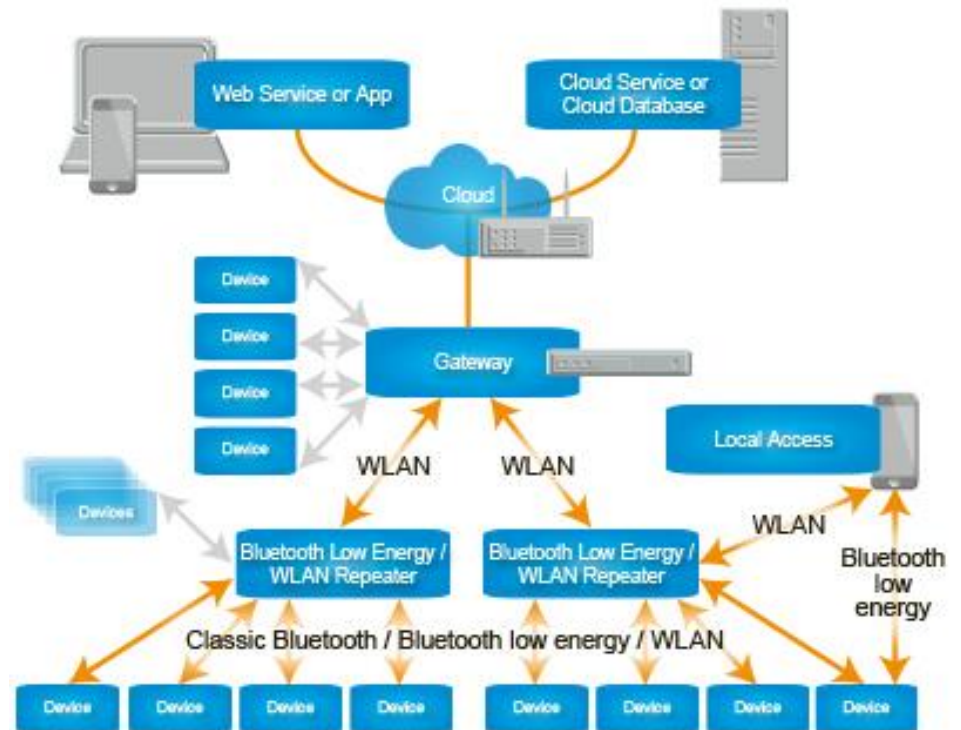 Web Service or App
Cloud Service or
Cloud Database
Cloud
Device
Device
Device
Device
Gateway
Local Access
WLAN
WLAN
Devices
WLAN
Bluetooth Low Energy /
WLAN Repeater
Bluetooth Low Energy /
WLAN Repeater
Bluetooth
low
energy
Classic Bluetooth / Bluetooth low energy / WLAN
Device
Device
Device
Device
Device
Device
Device
Device